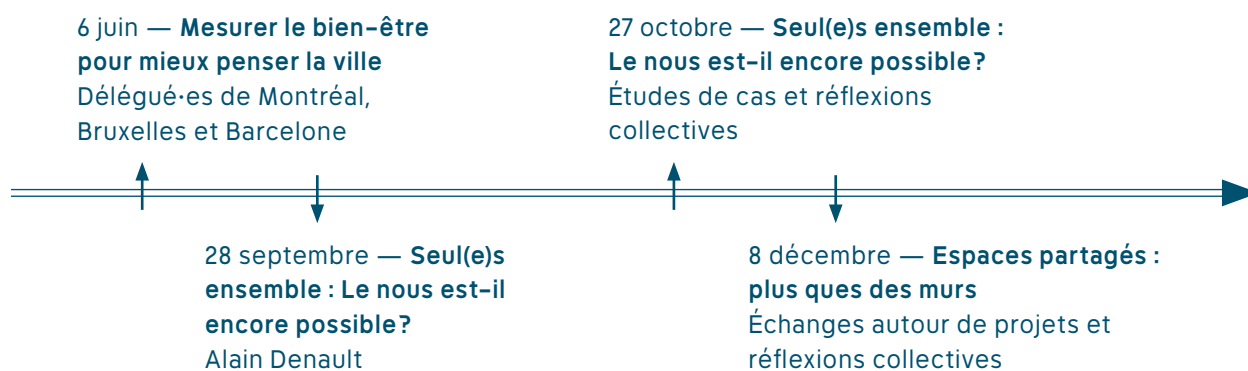 6 juin — Mesurer le bien-être
pour mieux penser la ville
Délégué·es de Montréal,
Bruxelles et Barcelone
28 septembre — Seul(e)s
ensemble : Le nous est-il
encore possible?
Alain Denault
27 octobre — Seul(e)s ensemble :
Le nous est-il encore possible?
Études de cas et réflexions
collectives
8 décembre — Espaces partagés :
plus ques des murs
Échanges autour de projets et
réflexions collectives